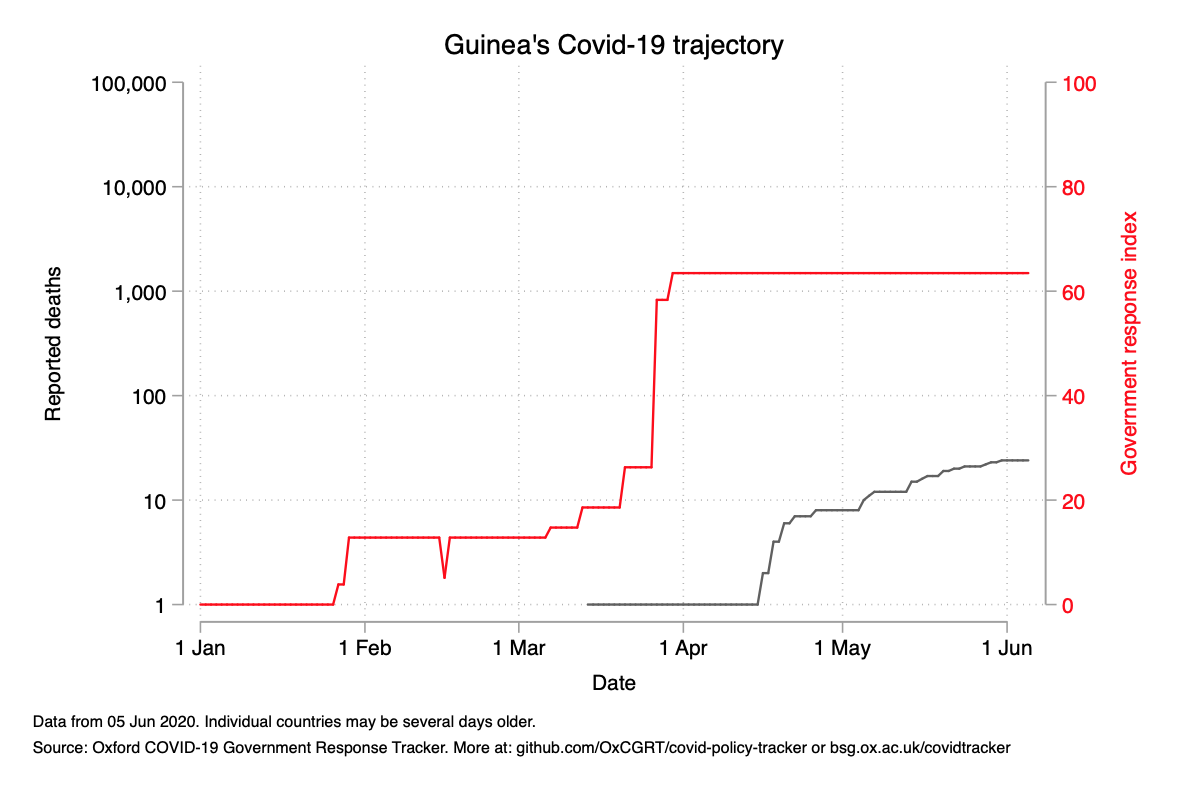 Guinea's Covid-19 trajectory
100,000
10,000
1,000
100
10
1
Reported deaths
100
80
60
40
20
0
Government response index
1 Jan
1 Feb
1 Mar
1 Apr
1 May
1 Jun
Date
Data from 05 Jun 2020. Individual countries may be several days older.
Source: Oxford COVID-19 Government Response Tracker. More at: github.com/OxCGRT/covid-policy-tracker or bsg.ox.ac.uk/covidtracker